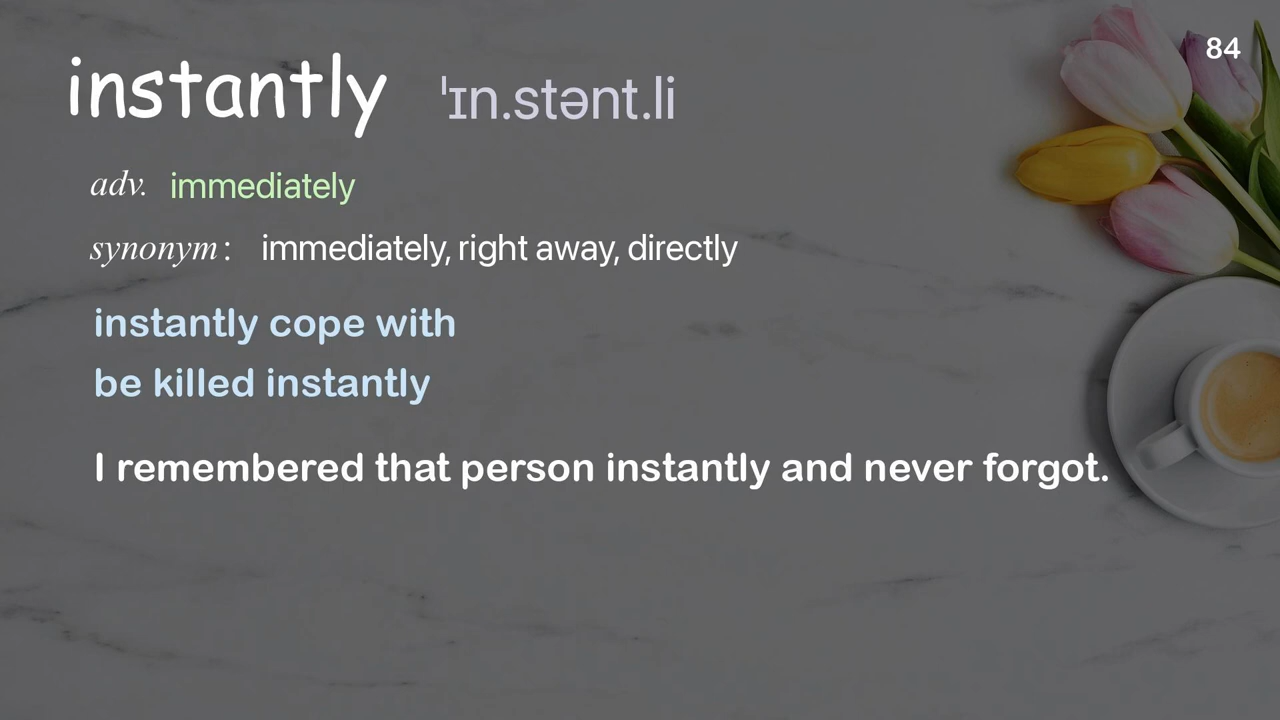 84
instantly ˈɪn.stənt.li
adv. immediately
synonym: immediately, right away, directly
instantly cope with
be killed instantly
I remembered that person instantly and never forgot.